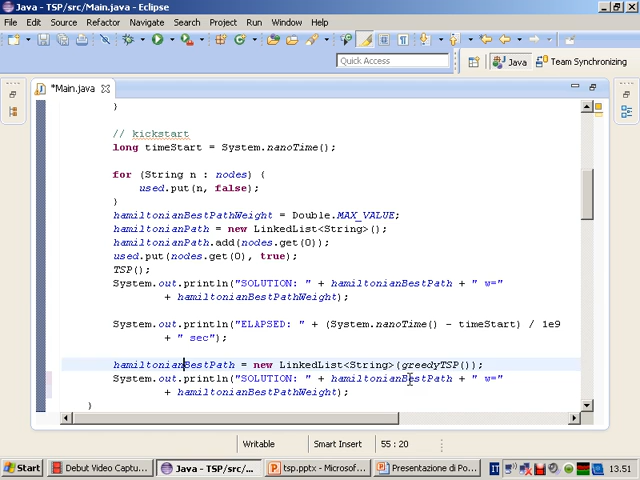 Java - TSP/src/Main.java - Eclipse
File Edit Source Refactor Navigate Search Project Run Window Help
Quick Access
Java
Team Synchronizing
*Main.java
}
// kickstart
long timeStart = System.nanoTime();
for (String n : nodes) {
used.put(n, false);
}
hamiltonianBestPathWeight = Double.MAX_VALUE;
hamiltonianPath = new LinkedList<String>();
hamiltonianPath.add(nodes.get(0));
used.put(nodes.get(0), true);
TSP();
System.out.println("SOLUTION: " + hamiltonianBestPath + " w="
+ hamiltonianBestPathWeight);
System.out.println("ELAPSED: " + (System.nanoTime() - timeStart) / 1e9
+ " sec");
hamiltonianBestPath = new LinkedList<String>(greedyTSP());
System.out.println("SOLUTION: " + hamiltonianBestPath + " w="
+ hamiltonianBestPathWeight);
}
Writable
Smart Insert
55 : 20
Start
Debut Video Captu...
Java - TSP/src/...
tsp.pptx - Microsof...
Presentazione di Po...
IT
13.51